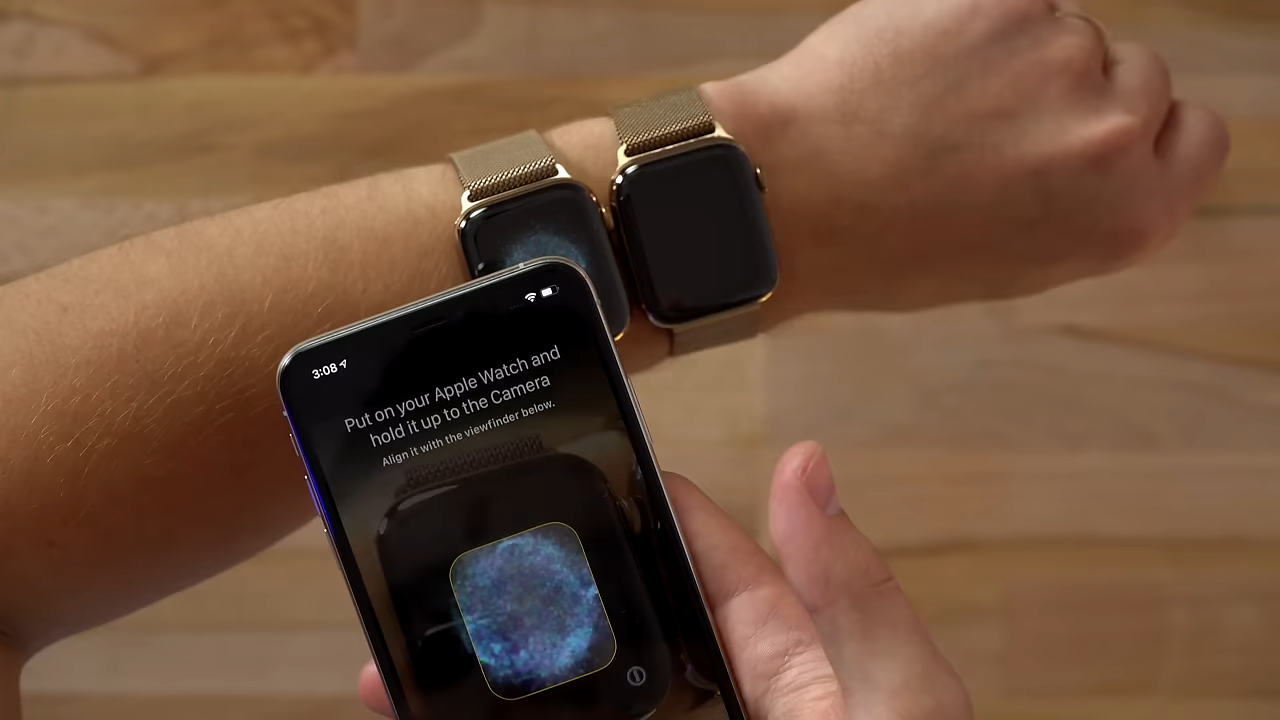 3:08
Put on your Apple Watch and
hold it up to the Camera
Align it with the viewfinder below.